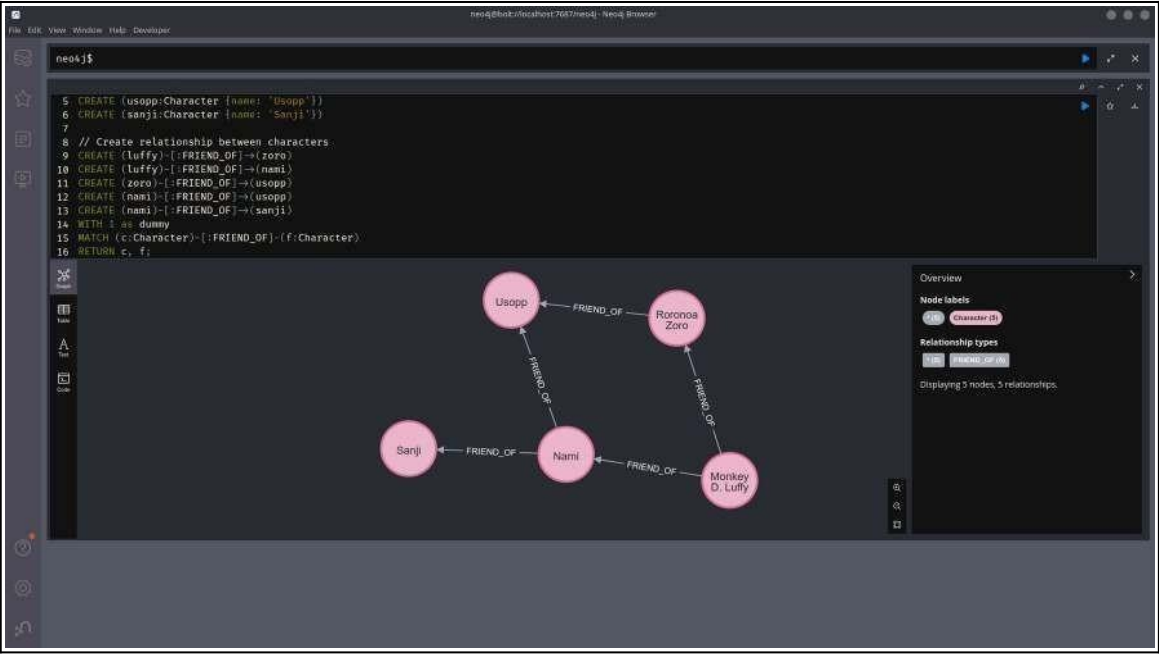 neo4j@bolt://localhost:7687/neo4j - Neo4j Browser
File Edit View Window Help Developer
neo4j$
5 CREATE (usopp:Character {name: 'Usopp'})
6 CREATE (sanji:Character {name: 'Sanji'})
7
8 // Create relationship between characters
9 CREATE (luffy)-[:FRIEND_OF]→(zoro)
10 CREATE (luffy)-[:FRIEND_OF]→(nami)
11 CREATE (zoro)-[:FRIEND_OF]→(usopp)
12 CREATE (nami)-[:FRIEND_OF]→(usopp)
13 CREATE (nami)-[:FRIEND_OF]→(sanji)
14 WITH 1 as dummy
15 MATCH (c:Character)-[:FRIEND_OF]-(f:Character)
16 RETURN c, f;
Graph
Table
A
Text
Code
Usopp
FRIEND_OF
Roronoa
Zoro
FRIEND_OF
FRIEND_OF
Sanji
FRIEND_OF
Nami
FRIEND_OF
Monkey
D. Luffy
Overview
Node labels
* (5) Character (5)
Relationship types
* (5) FRIEND_OF (5)
Displaying 5 nodes, 5 relationships.